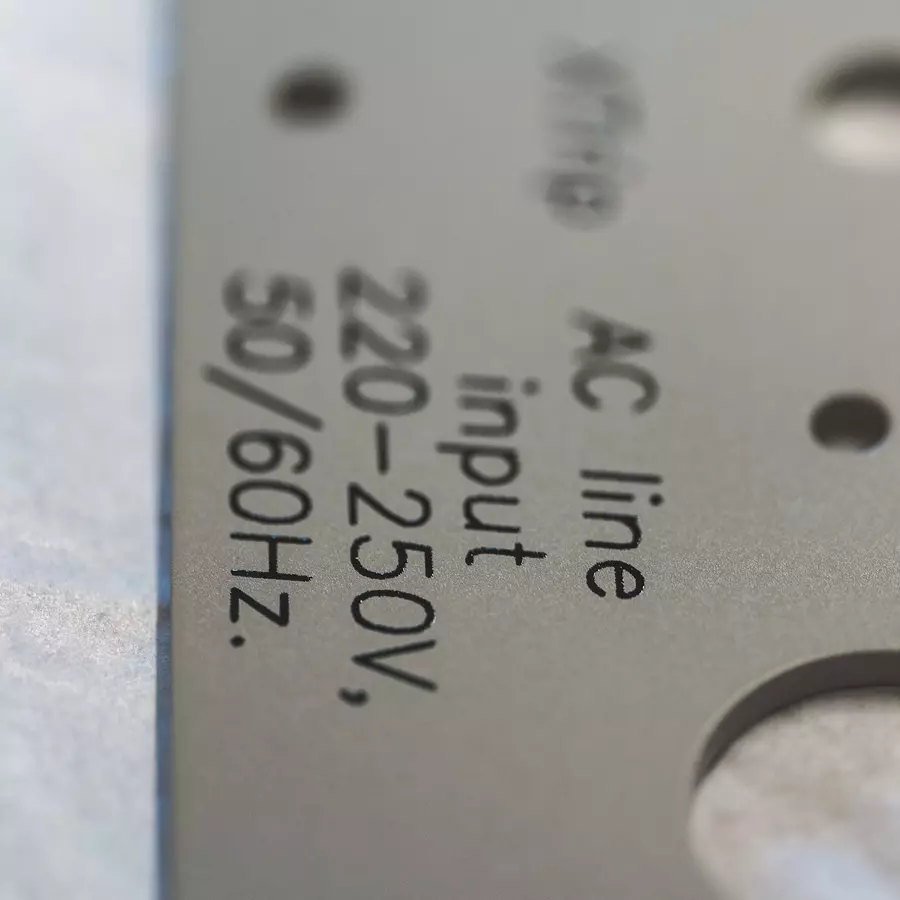 AC line
input
220-250V,
50/60Hz.